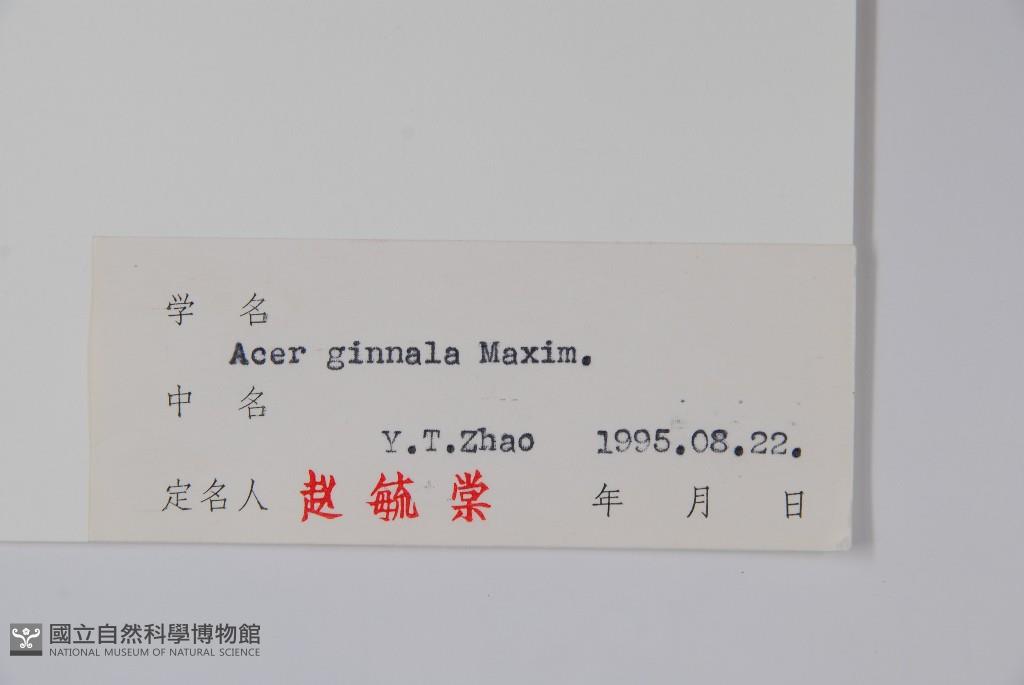 学 名
Acer ginnala Maxim.
中 名
Y.T.Zhao 1995.08.22.
定名人 赵毓棠 年 月 日
國立自然科學博物館
NATIONAL MUSEUM OF NATURAL SCIENCE